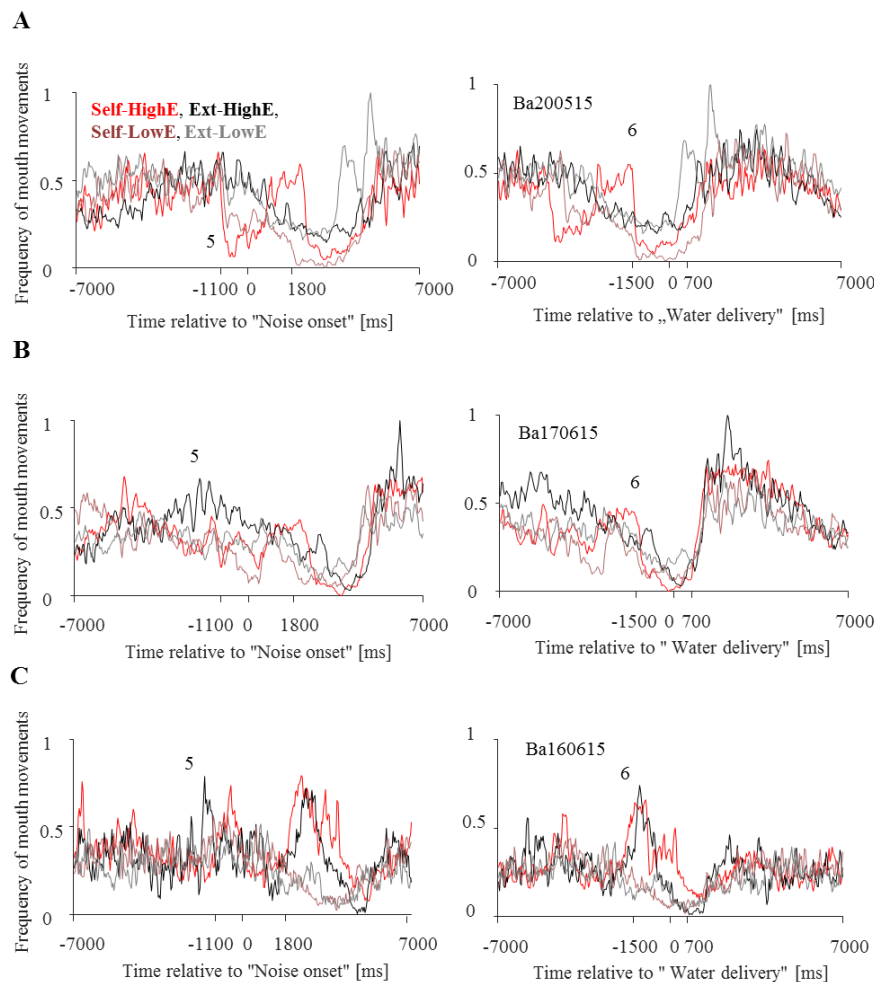 A
Frequency of mouth movements
1
0.5
0
Self-HighE, Ext-HighE,
Self-LowE, Ext-LowE
5
-7000 -1100 0 1800 7000
Time relative to "Noise onset" [ms]
1
0.5
0
Ba200515
6
-7000 -1500 0 700 7000
Time relative to „Water delivery" [ms]
B
Frequency of mouth movements
1
0.5
0
5
-7000 -1100 0 1800 7000
Time relative to "Noise onset" [ms]
1
0.5
0
Ba170615
6
-7000 -1500 0 700 7000
Time relative to " Water delivery" [ms]
C
Frequency of mouth movements
1
0.5
0
5
-7000 -1100 0 1800 7000
Time relative to "Noise onset" [ms]
1
0.5
0
Ba160615
6
-7000 -1500 0 700 7000
Time relative to " Water delivery" [ms]